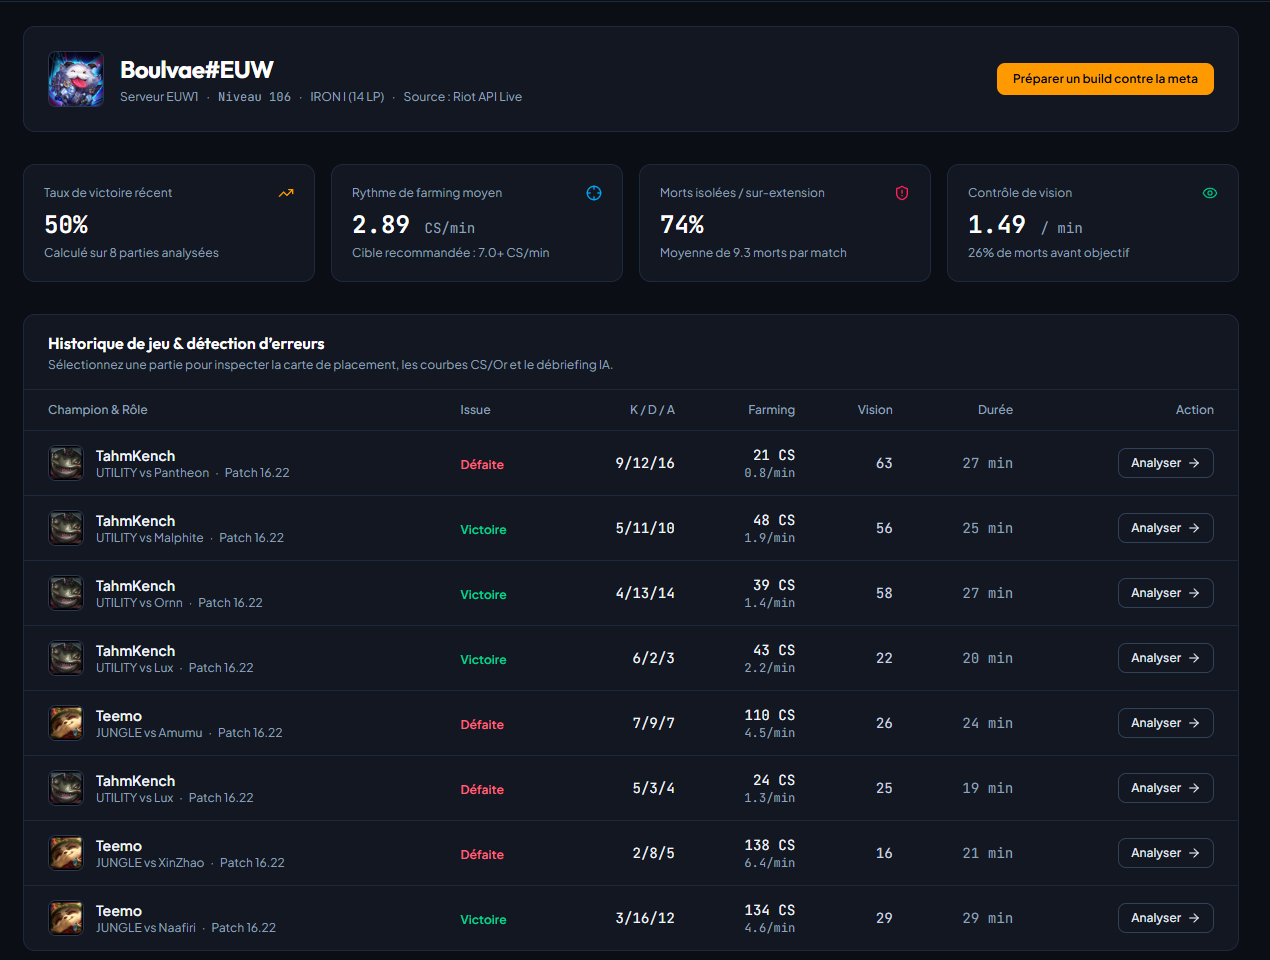 Boulvae#EUW
Serveur EUW1 · Niveau 106 · IRON I (14 LP) · Source : Riot API Live
Préparer un build contre la meta
Taux de victoire récent
50%
Calculé sur 8 parties analysées
Rythme de farming moyen
2.89 CS/min
Cible recommandée : 7.0+ CS/min
Morts isolées / sur-extension
74%
Moyenne de 9.3 morts par match
Contrôle de vision
1.49 / min
26% de morts avant objectif
Historique de jeu & détection d'erreurs
Sélectionnez une partie pour inspecter la carte de placement, les courbes CS/Or et le débriefing IA.
Champion & Rôle Issue K / D / A Farming Vision Durée Action
TahmKench
UTILITY vs Pantheon · Patch 16.22
Défaite
9/12/16
21 CS
0.8/min
63
27 min
Analyser →
TahmKench
UTILITY vs Malphite · Patch 16.22
Victoire
5/11/10
48 CS
1.9/min
56
25 min
Analyser →
TahmKench
UTILITY vs Ornn · Patch 16.22
Victoire
4/13/14
39 CS
1.4/min
58
27 min
Analyser →
TahmKench
UTILITY vs Lux · Patch 16.22
Victoire
6/2/3
43 CS
2.2/min
22
20 min
Analyser →
Teemo
JUNGLE vs Amumu · Patch 16.22
Défaite
7/9/7
110 CS
4.5/min
26
24 min
Analyser →
TahmKench
UTILITY vs Lux · Patch 16.22
Défaite
5/3/4
24 CS
1.3/min
25
19 min
Analyser →
Teemo
JUNGLE vs XinZhao · Patch 16.22
Défaite
2/8/5
138 CS
6.4/min
16
21 min
Analyser →
Teemo
JUNGLE vs Naafiri · Patch 16.22
Victoire
3/16/12
134 CS
4.6/min
29
29 min
Analyser →